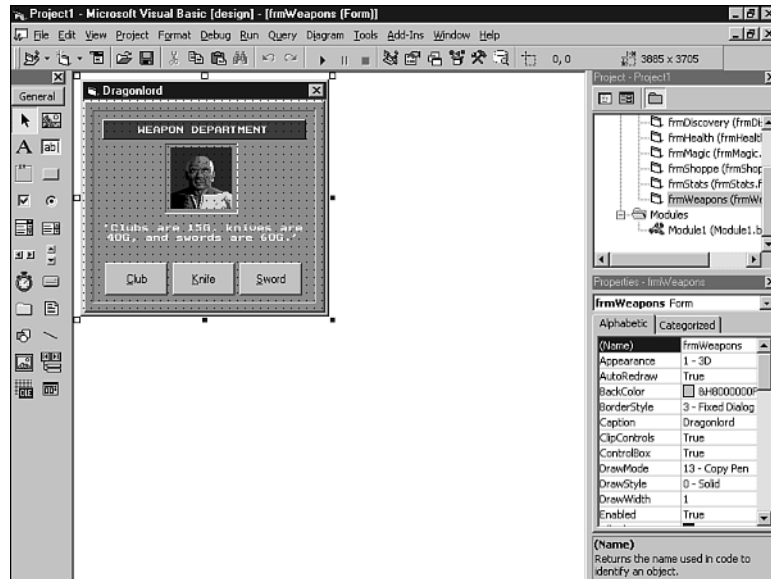 Project1 - Microsoft Visual Basic [design] - [frmWeapons (Form)]
File Edit View Project Format Debug Run Query Diagram Tools Add-Ins Window Help
0, 0
3885 x 3705
General
Dragonlord
WEAPON DEPARTMENT
"Clubs are 15G, knives are
40G, and swords are 60G."
Club
Knife
Sword
Project - Project1
frmDiscovery (frmDi
frmHealth (frmHealt
frmMagic (frmMagic.
frmShoppe (frmShop
frmStats (frmStats.f
frmWeapons (frmWe
Modules
Module1 (Module1.b
Properties - frmWeapons
frmWeapons Form
Alphabetic
Categorized
(Name) frmWeapons
Appearance 1 - 3D
AutoRedraw True
BackColor &H8000000F
BorderStyle 3 - Fixed Dialog
Caption Dragonlord
ClipControls True
ControlBox True
DrawMode 13 - Copy Pen
DrawStyle 0 - Solid
DrawWidth 1
Enabled True
(Name)
Returns the name used in code to
identify an object.